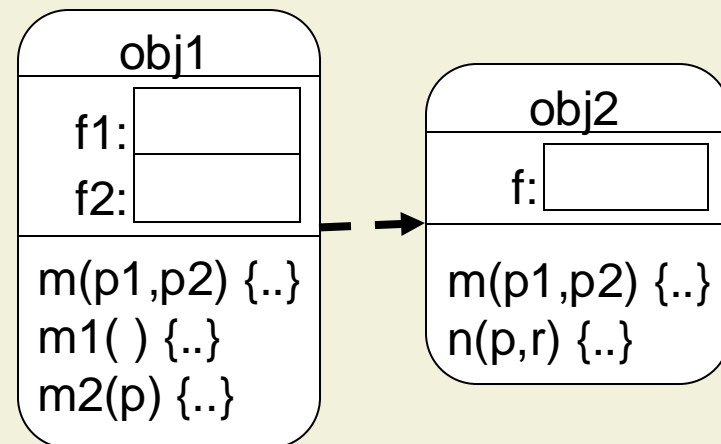 obj1
f1:
f2:
m(p1,p2) {..}
m1( ) {..}
m2(p) {..}
obj2
f:
m(p1,p2) {..}
n(p,r) {..}